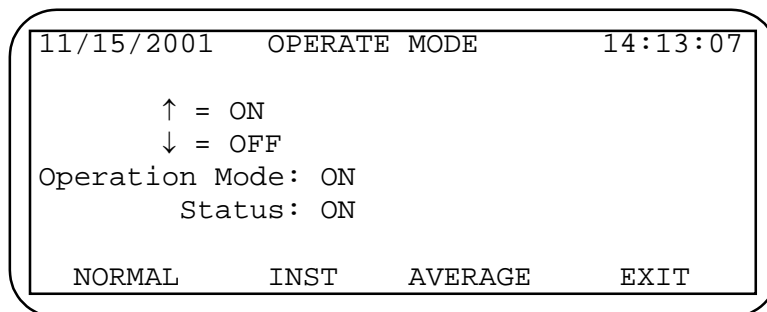 11/15/2001 OPERATE MODE 14:13:07
↑ = ON
↓ = OFF
Operation Mode: ON
Status: ON
NORMAL INST AVERAGE EXIT